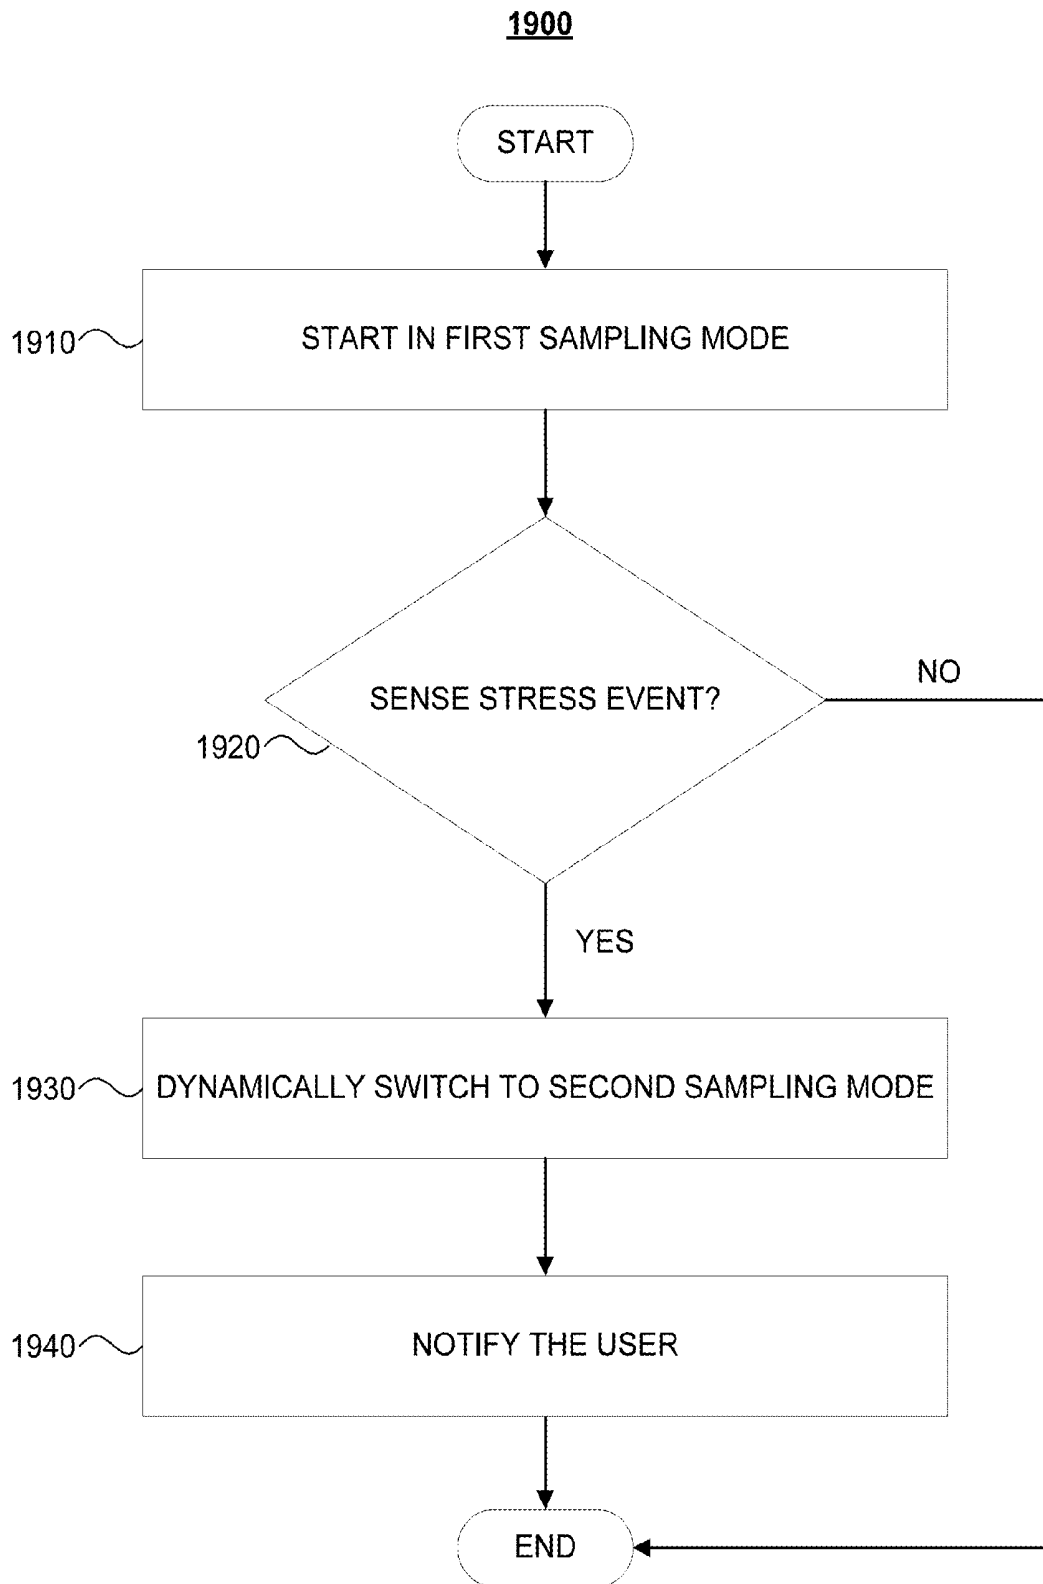 1900
START
1910
START IN FIRST SAMPLING MODE
SENSE STRESS EVENT?
NO
1920
YES
1930
DYNAMICALLY SWITCH TO SECOND SAMPLING MODE
1940
NOTIFY THE USER
END